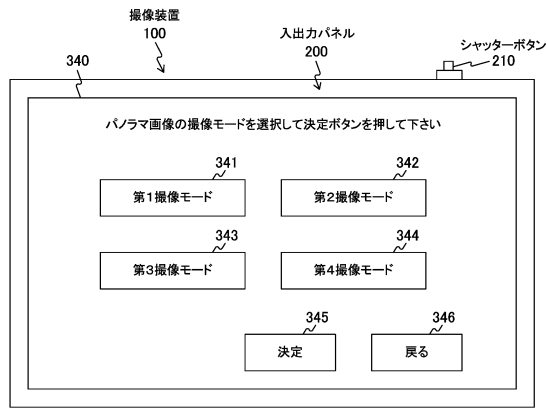 撮像装置
100
入出力パネル
200
シャッターボタン
210
340
パノラマ画像の撮像モードを選択して決定ボタンを押して下さい
341
342
第1撮像モード
第2撮像モード
343
344
第3撮像モード
第4撮像モード
345
346
決定
戻る